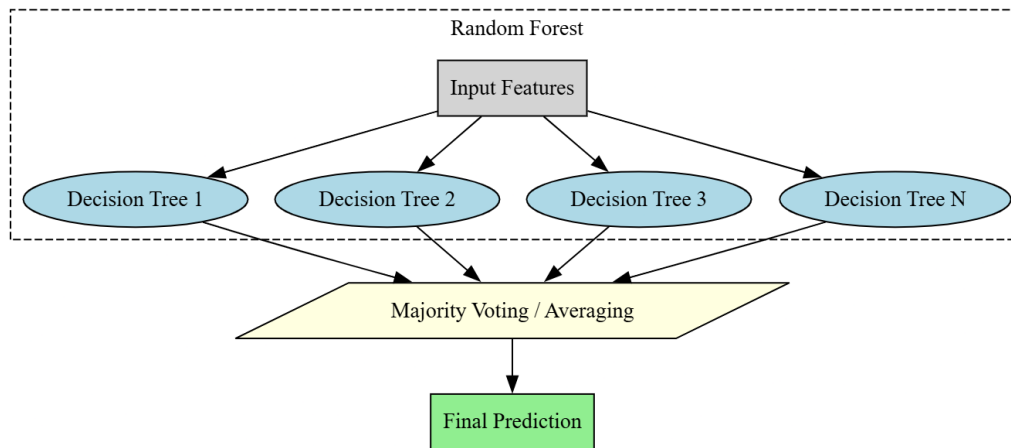 Random Forest
Input Features
Decision Tree 1
Decision Tree 2
Decision Tree 3
Decision Tree N
Majority Voting / Averaging
Final Prediction